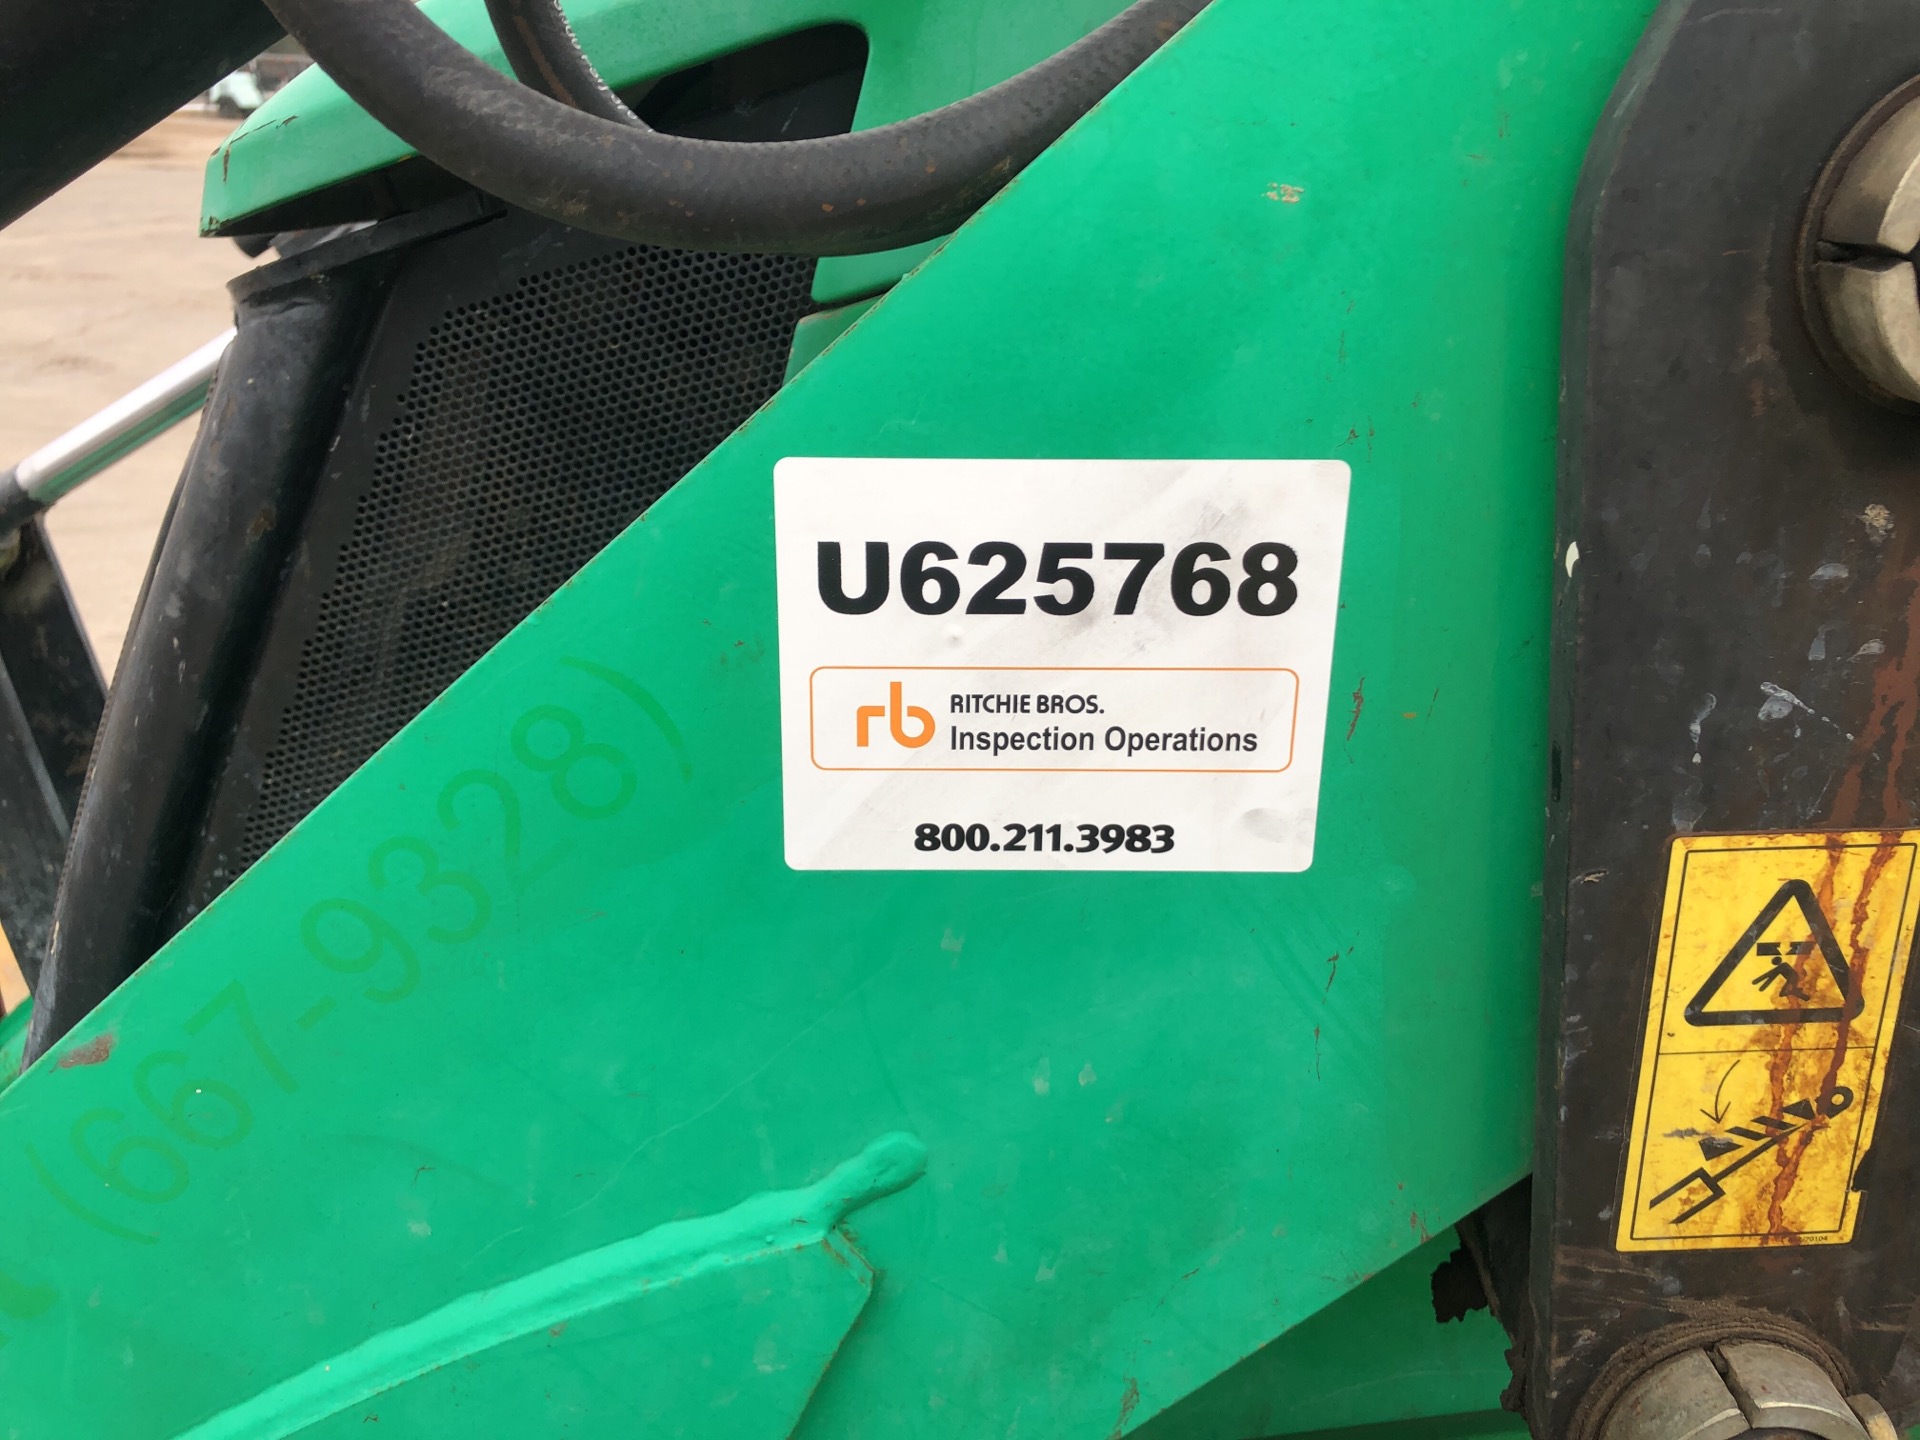 U625768
rb RITCHIE BROS.
Inspection Operations
800.211.3983
(667-9328)